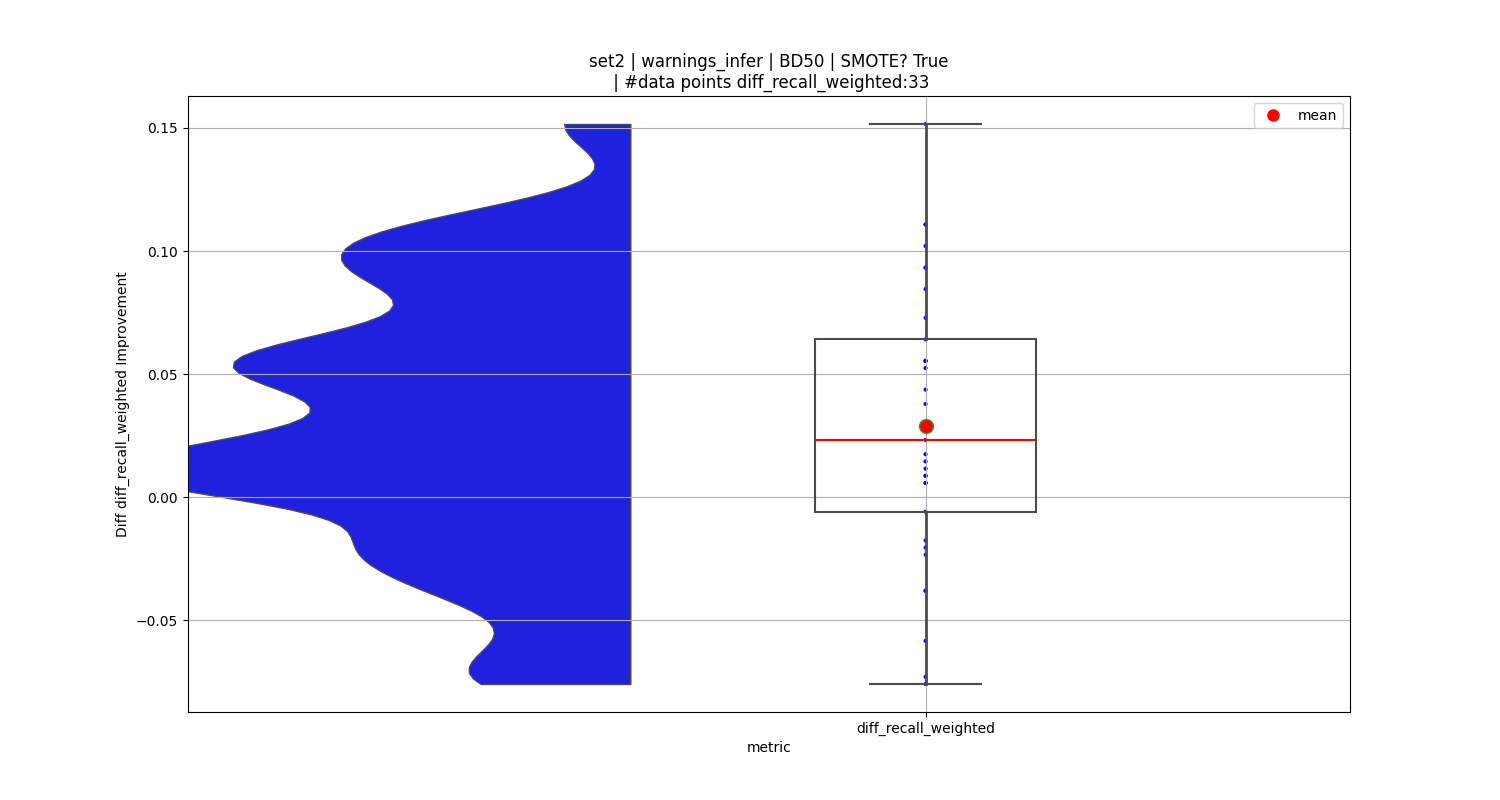 set2 | warnings_infer | BD50 | SMOTE? True
| #data points diff_recall_weighted:33
mean
0.15
0.10
0.05
0.00
−0.05
Diff diff_recall_weighted Improvement
diff_recall_weighted
metric